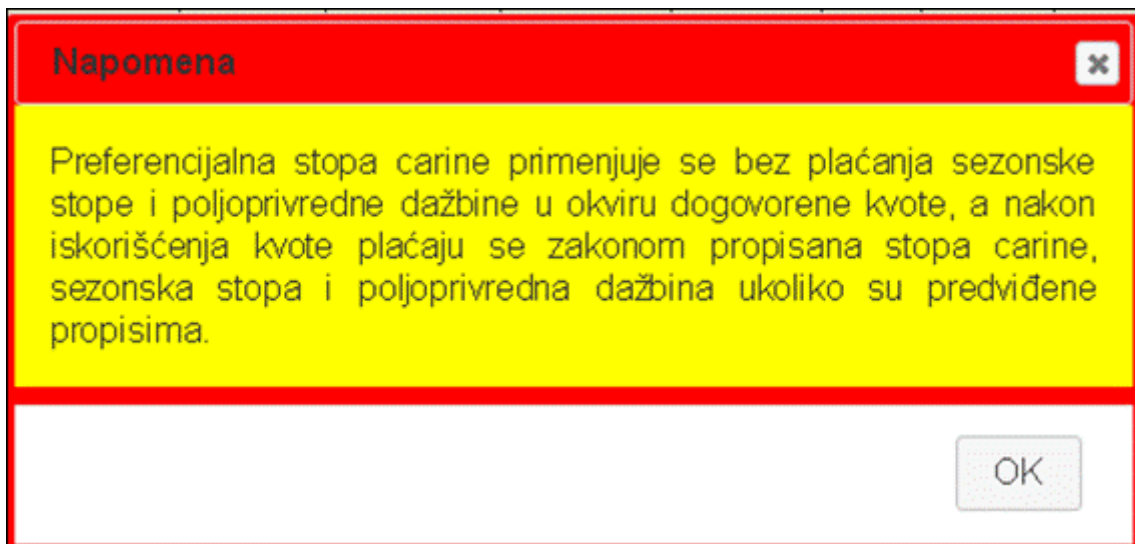 Napomena
Preferencijalna stopa carine primenjuje se bez plaćanja sezonske
stope i poljoprivredne dažbine u okviru dogovorene kvote, a nakon
iskorišćenja kvote plaćaju se zakonom propisana stopa carine,
sezonska stopa i poljoprivredna dažbina ukoliko su predviđene
propisima.
OK